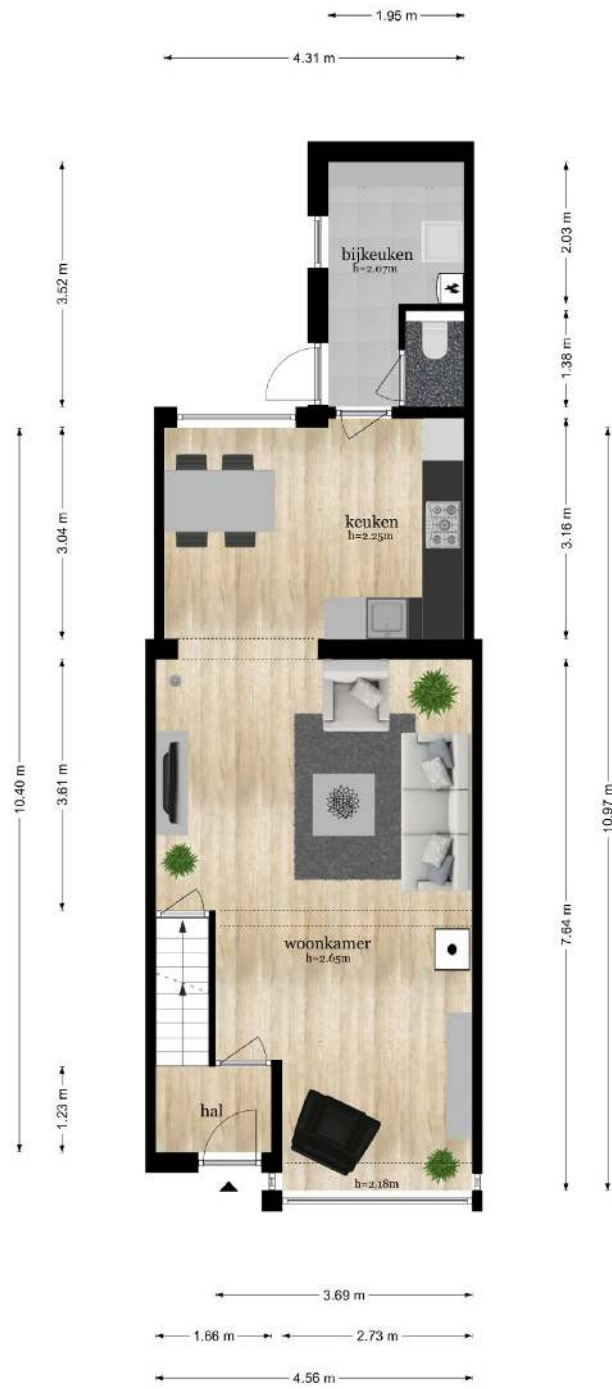 1.95 m
4.31 m
bijkeuken
h=2.07m
2.03 m
3.52 m
1.38 m
keuken
h=2.25m
3.04 m
3.16 m
3.61 m
10.40 m
10.97 m
7.64 m
woonkamer
h=2.65m
1.23 m
hal
h=2.18m
3.69 m
1.66 m
2.73 m
4.56 m